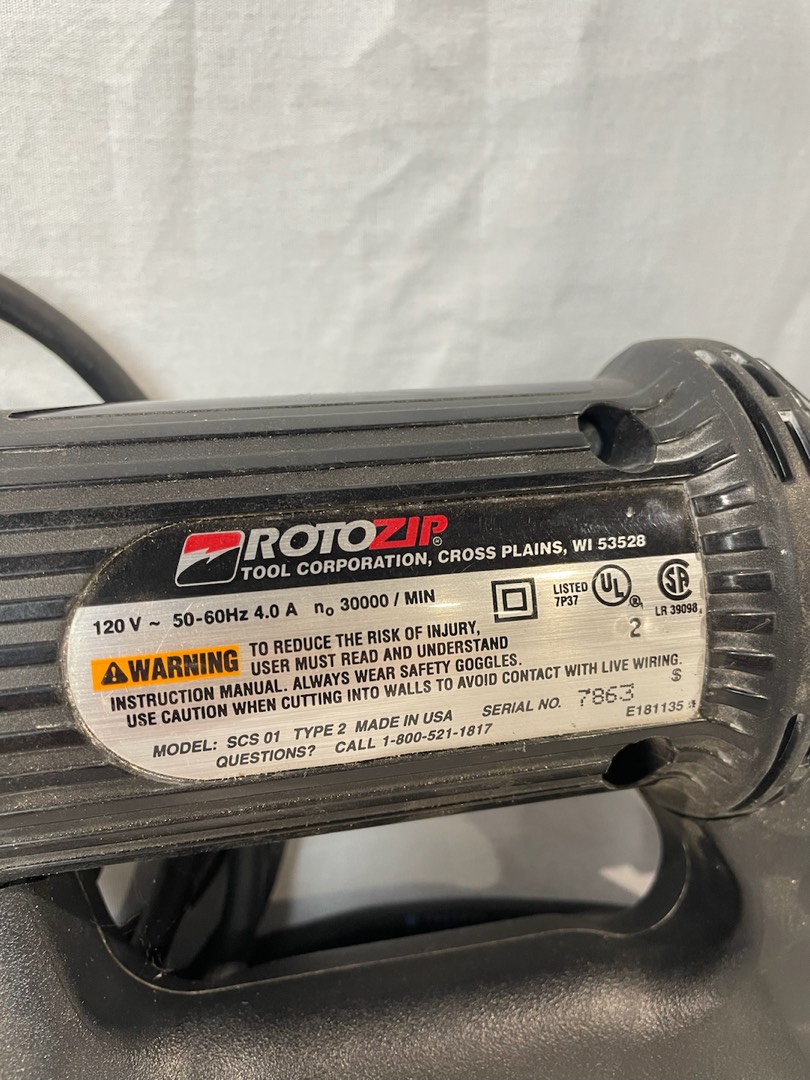 ROTOZIP®
TOOL CORPORATION, CROSS PLAINS, WI 53528
120 V ~ 50-60Hz 4.0 A n₀ 30000 / MIN
LISTED UL ® SA
7P37
LR 39098
2
WARNING TO REDUCE THE RISK OF INJURY,
USER MUST READ AND UNDERSTAND
INSTRUCTION MANUAL. ALWAYS WEAR SAFETY GOGGLES.
USE CAUTION WHEN CUTTING INTO WALLS TO AVOID CONTACT WITH LIVE WIRING.
MODEL: SCS 01 TYPE 2 MADE IN USA SERIAL NO. 7863 $
QUESTIONS? CALL 1-800-521-1817
E181135